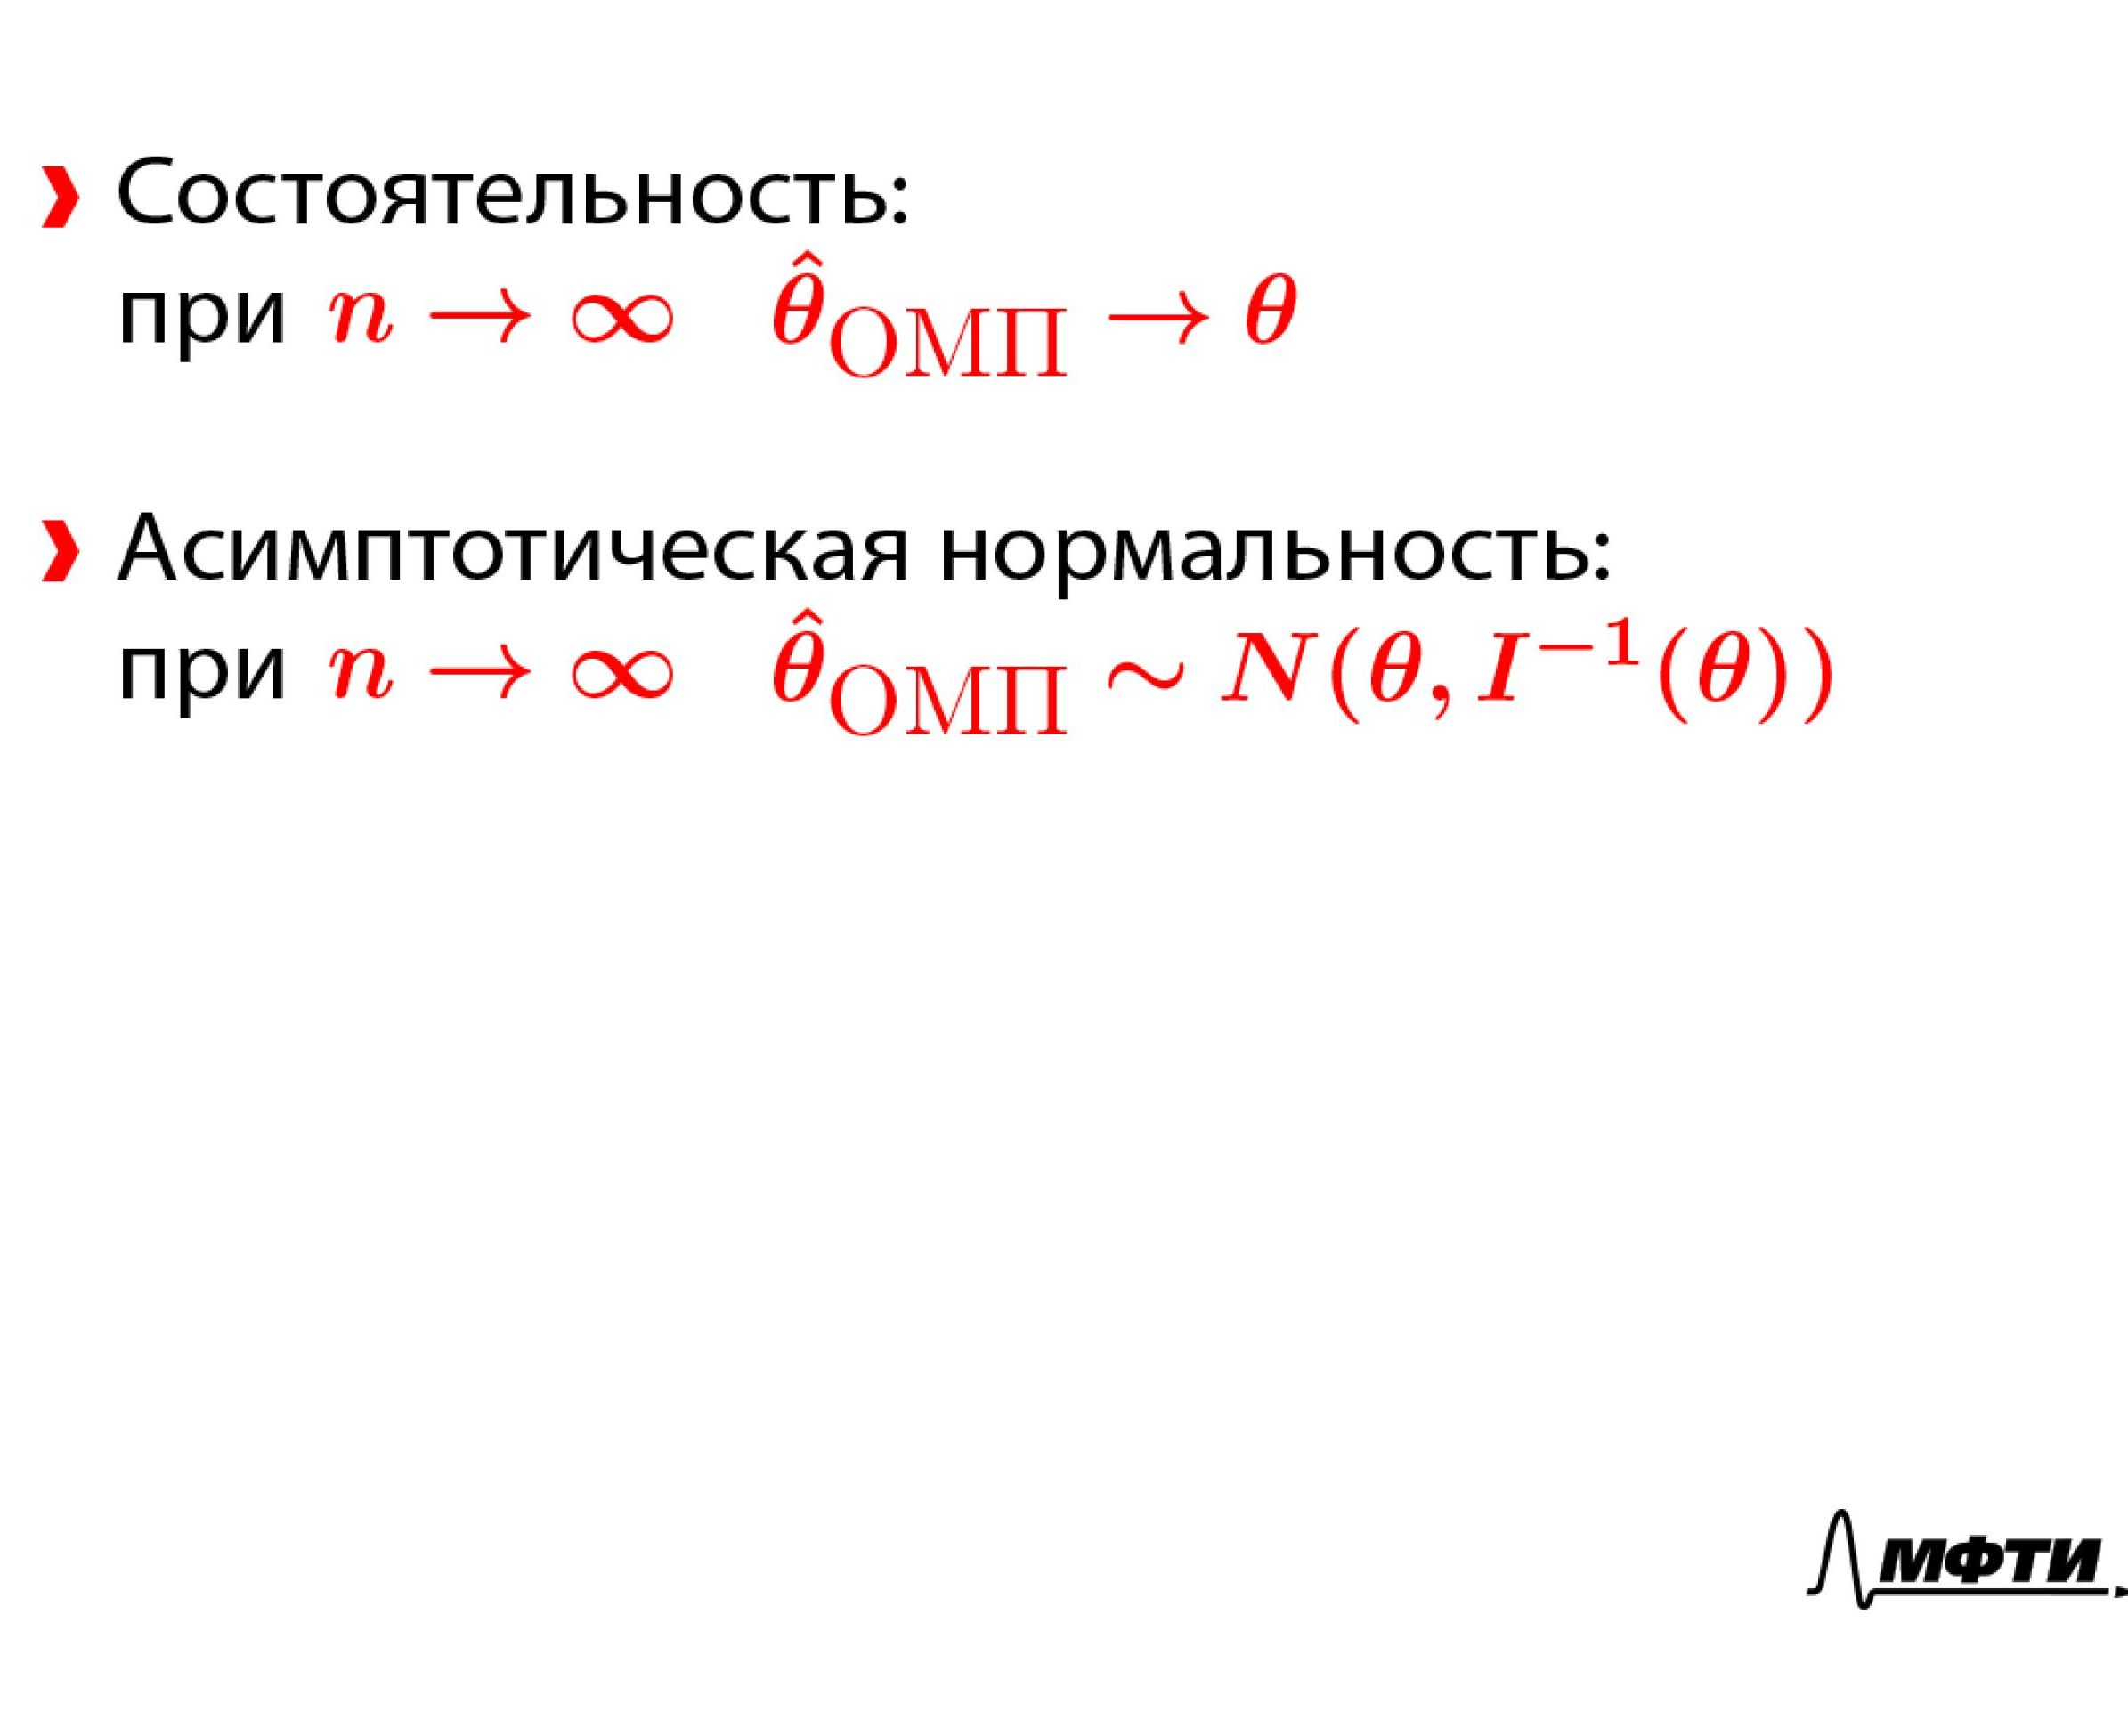 Состоятельность:
при n → ∞ θ̂ОМП → θ
Асимптотическая нормальность:
при n → ∞ θ̂ОМП ∼ N(θ, I⁻¹(θ))
МФТИ